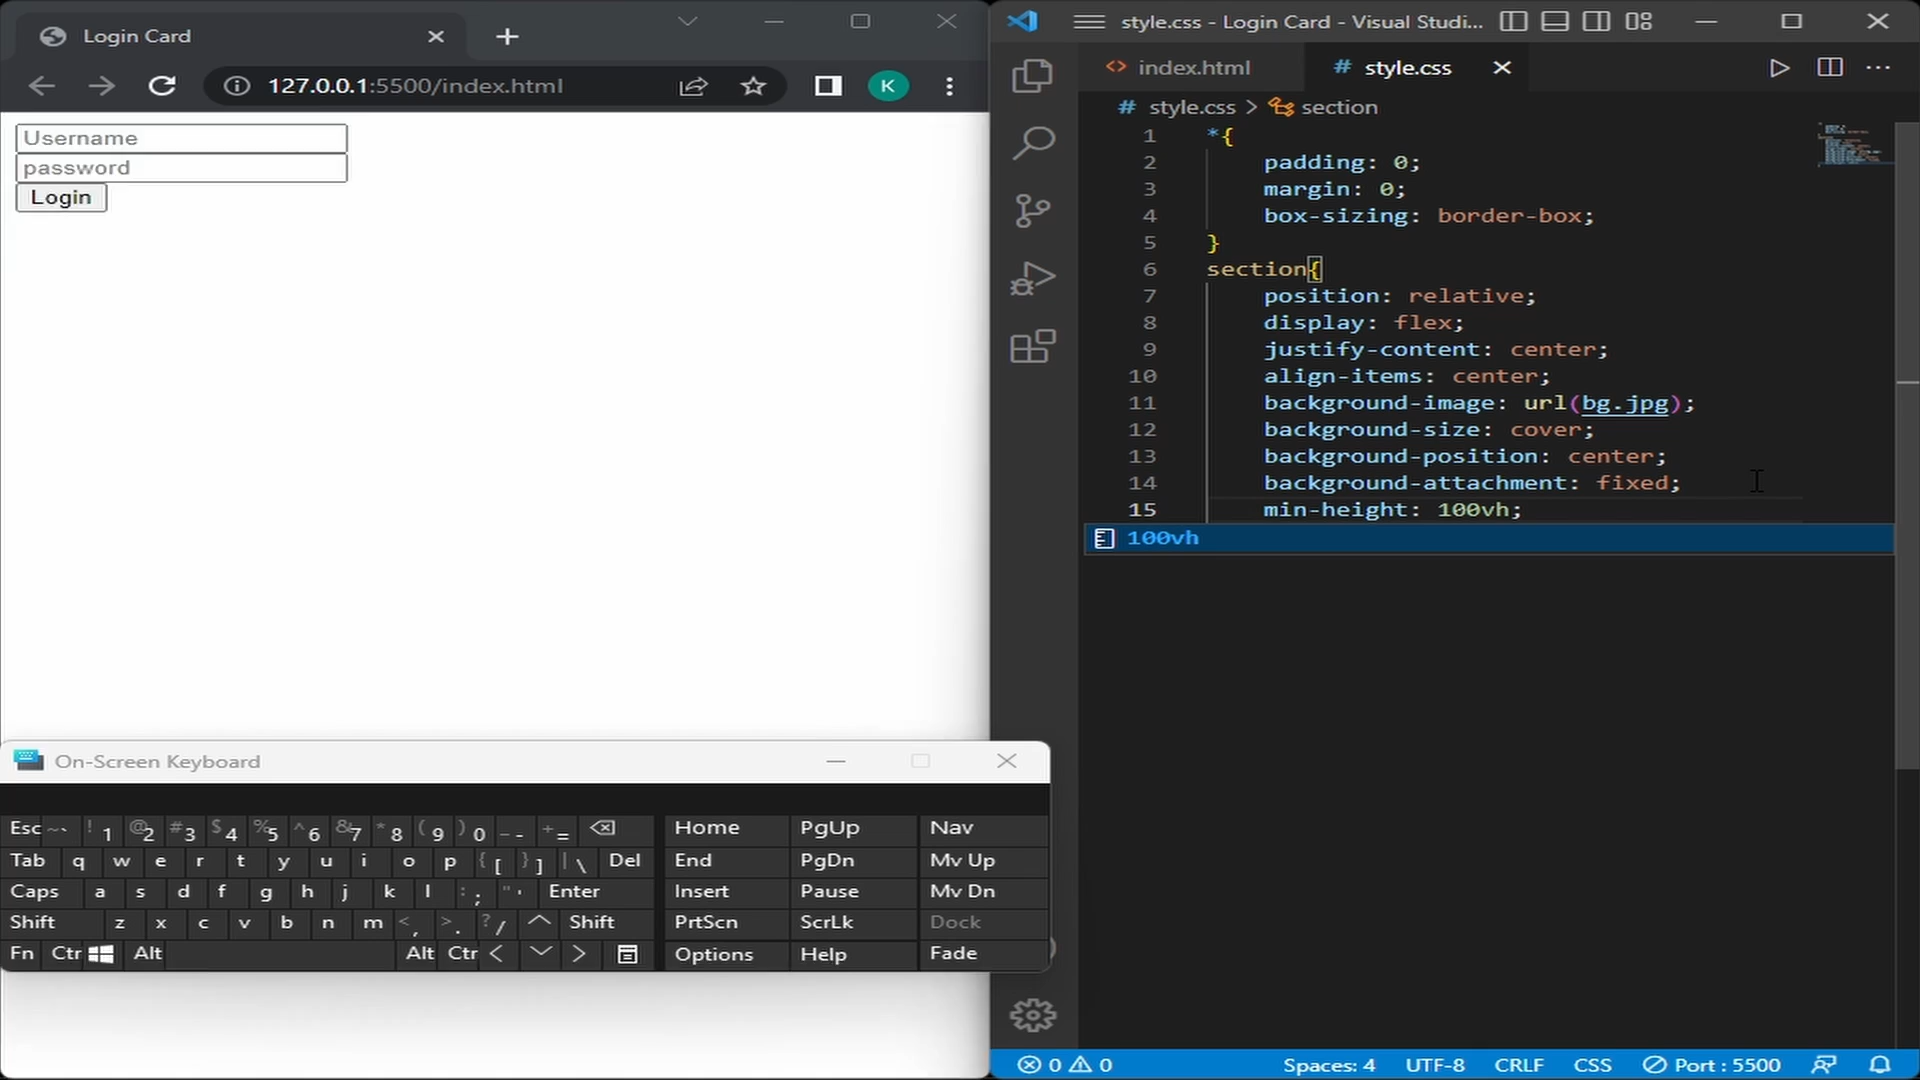 Login Card
127.0.0.1:5500/index.html
K
Username
password
Login
style.css - Login Card - Visual Studi...
index.html
# style.css
# style.css > section
1 *{
2 padding: 0;
3 margin: 0;
4 box-sizing: border-box;
5 }
6 section{
7 position: relative;
8 display: flex;
9 justify-content: center;
10 align-items: center;
11 background-image: url(bg.jpg);
12 background-size: cover;
13 background-position: center;
14 background-attachment: fixed;
15 min-height: 100vh;
100vh
On-Screen Keyboard
Esc ~ ` ! 1 @ 2 # 3 $ 4 % 5 ^ 6 & 7 * 8 ( 9 ) 0 _ - + = Home PgUp Nav
Tab q w e r t y u i o p { [ } ] | \ Del End PgDn Mv Up
Caps a s d f g h j k l : ; " ' Enter Insert Pause Mv Dn
Shift z x c v b n m < , > . ? / Shift PrtScn ScrLk Dock
Fn Ctr Alt Alt Ctr Options Help Fade
0 0 Spaces: 4 UTF-8 CRLF CSS Port : 5500